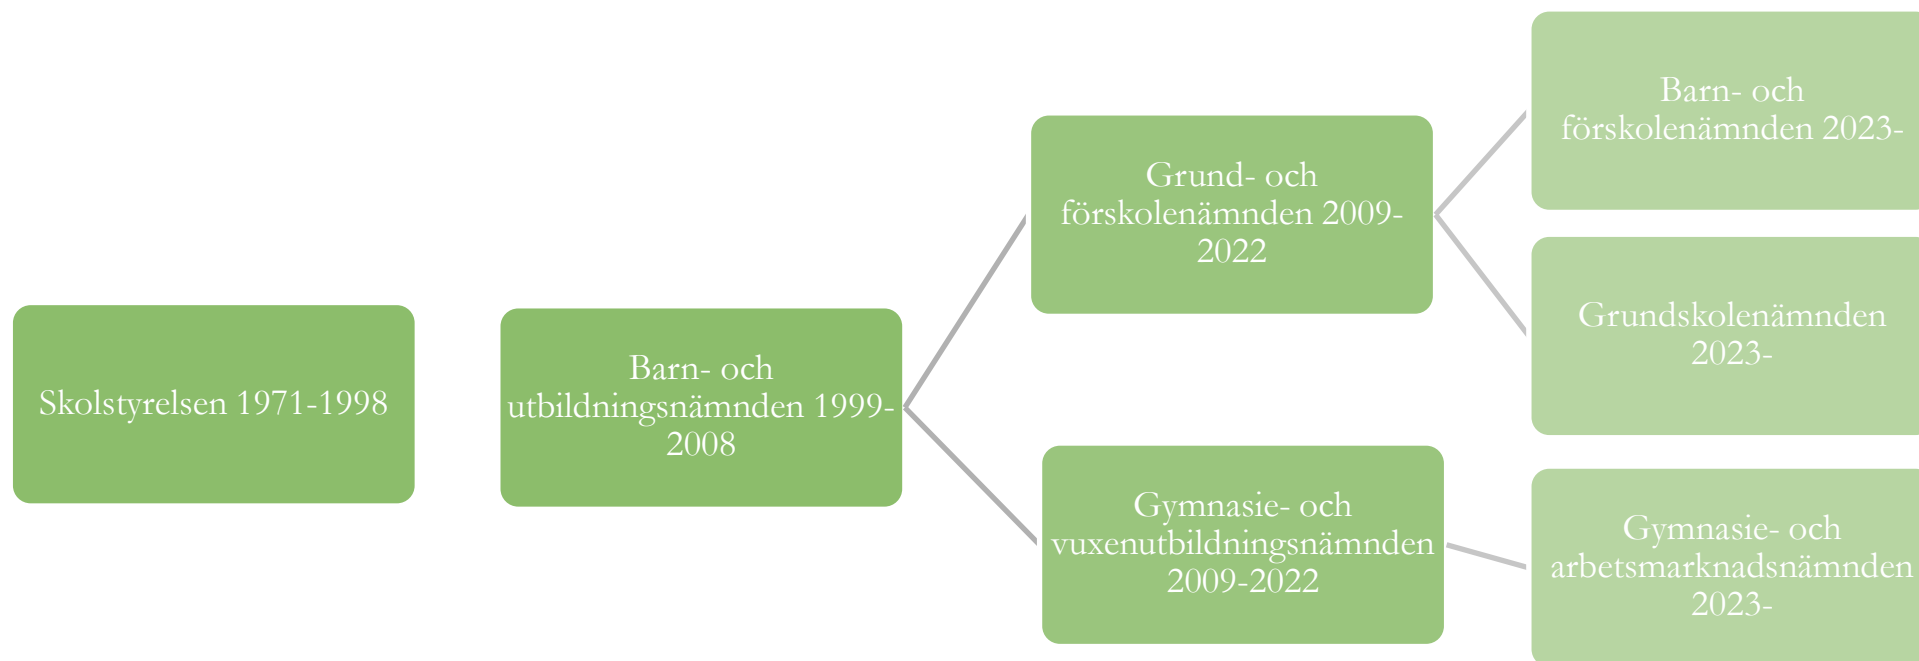 Skolstyrelsen 1971-1998
Barn- och
utbildningsnämnden 1999-
2008
Grund- och
förskolenämnden 2009-
2022
Gymnasie- och
vuxenutbildningsnämnden
2009-2022
Barn- och
förskolenämnden 2023-
Grundskolenämnden
2023-
Gymnasie- och
arbetsmarknadsnämnden
2023-